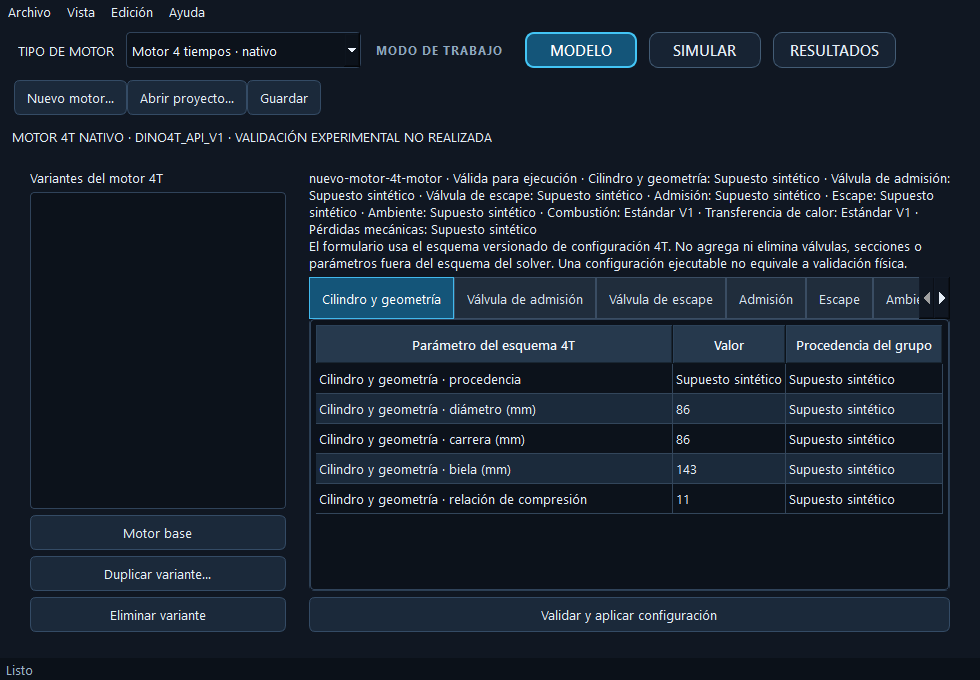 Archivo Vista Edición Ayuda
TIPO DE MOTOR Motor 4 tiempos · nativo MODO DE TRABAJO MODELO SIMULAR RESULTADOS
Nuevo motor... Abrir proyecto... Guardar
MOTOR 4T NATIVO · DINO4T_API_V1 · VALIDACIÓN EXPERIMENTAL NO REALIZADA
Variantes del motor 4T
Motor base
Duplicar variante...
Eliminar variante
nuevo-motor-4t-motor · Válida para ejecución · Cilindro y geometría: Supuesto sintético · Válvula de admisión:
Supuesto sintético · Válvula de escape: Supuesto sintético · Admisión: Supuesto sintético · Escape: Supuesto
sintético · Ambiente: Supuesto sintético · Combustión: Estándar V1 · Transferencia de calor: Estándar V1 ·
Pérdidas mecánicas: Supuesto sintético
El formulario usa el esquema versionado de configuración 4T. No agrega ni elimina válvulas, secciones o
parámetros fuera del esquema del solver. Una configuración ejecutable no equivale a validación física.
Cilindro y geometría Válvula de admisión Válvula de escape Admisión Escape Ambie
Parámetro del esquema 4T Valor Procedencia del grupo
Cilindro y geometría · procedencia Supuesto sintético Supuesto sintético
Cilindro y geometría · diámetro (mm) 86 Supuesto sintético
Cilindro y geometría · carrera (mm) 86 Supuesto sintético
Cilindro y geometría · biela (mm) 143 Supuesto sintético
Cilindro y geometría · relación de compresión 11 Supuesto sintético
Validar y aplicar configuración
Listo